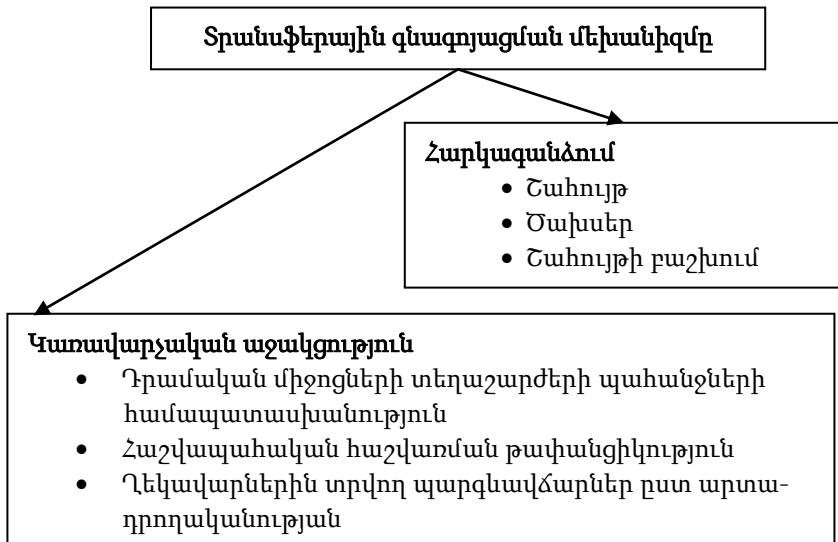 Տրանսֆերային գնագոյացման մեխանիզմը
Հարկագանձում
• Շահույթ
• Ծախսեր
• Շահույթի բաշխում
Կառավարչական աջակցություն
• Դրամական միջոցների տեղաշարժերի պահանջների
համապատասխանություն
• Հաշվապահական հաշվառման թափանցիկություն
• Ղեկավարներին տրվող պարգևավճարներ ըստ արտա-
դրողականության